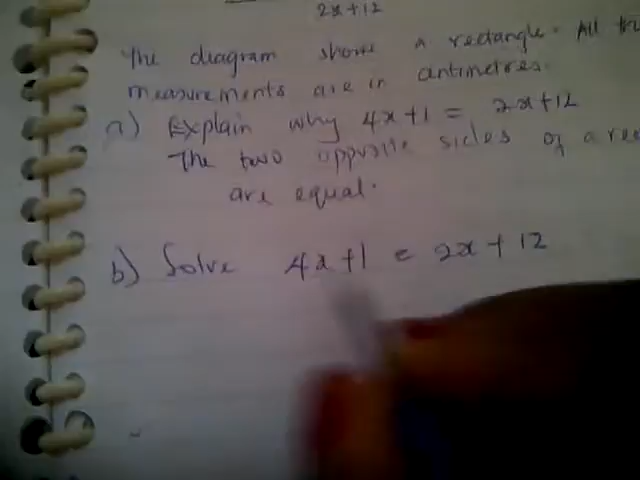 2x+12
The diagram shows a rectangle. All the
measurements are in centimetres.
a) Explain why 4x+1 = 2x+12
The two opposite sides of a rec
are equal.
b) Solve 4x+1 = 2x+12